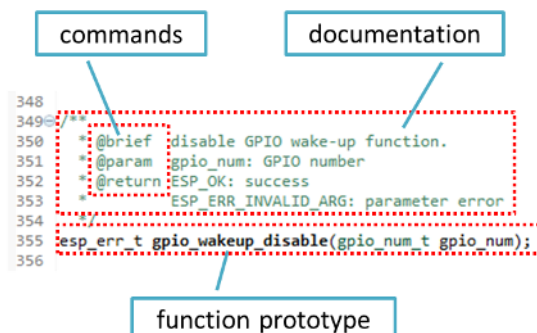 commands
documentation
348
349 /**
350 * @brief disable GPIO wake-up function.
351 * @param gpio_num: GPIO number
352 * @return ESP_OK: success
353 * ESP_ERR_INVALID_ARG: parameter error
354 */
355 esp_err_t gpio_wakeup_disable(gpio_num_t gpio_num);
356
function prototype